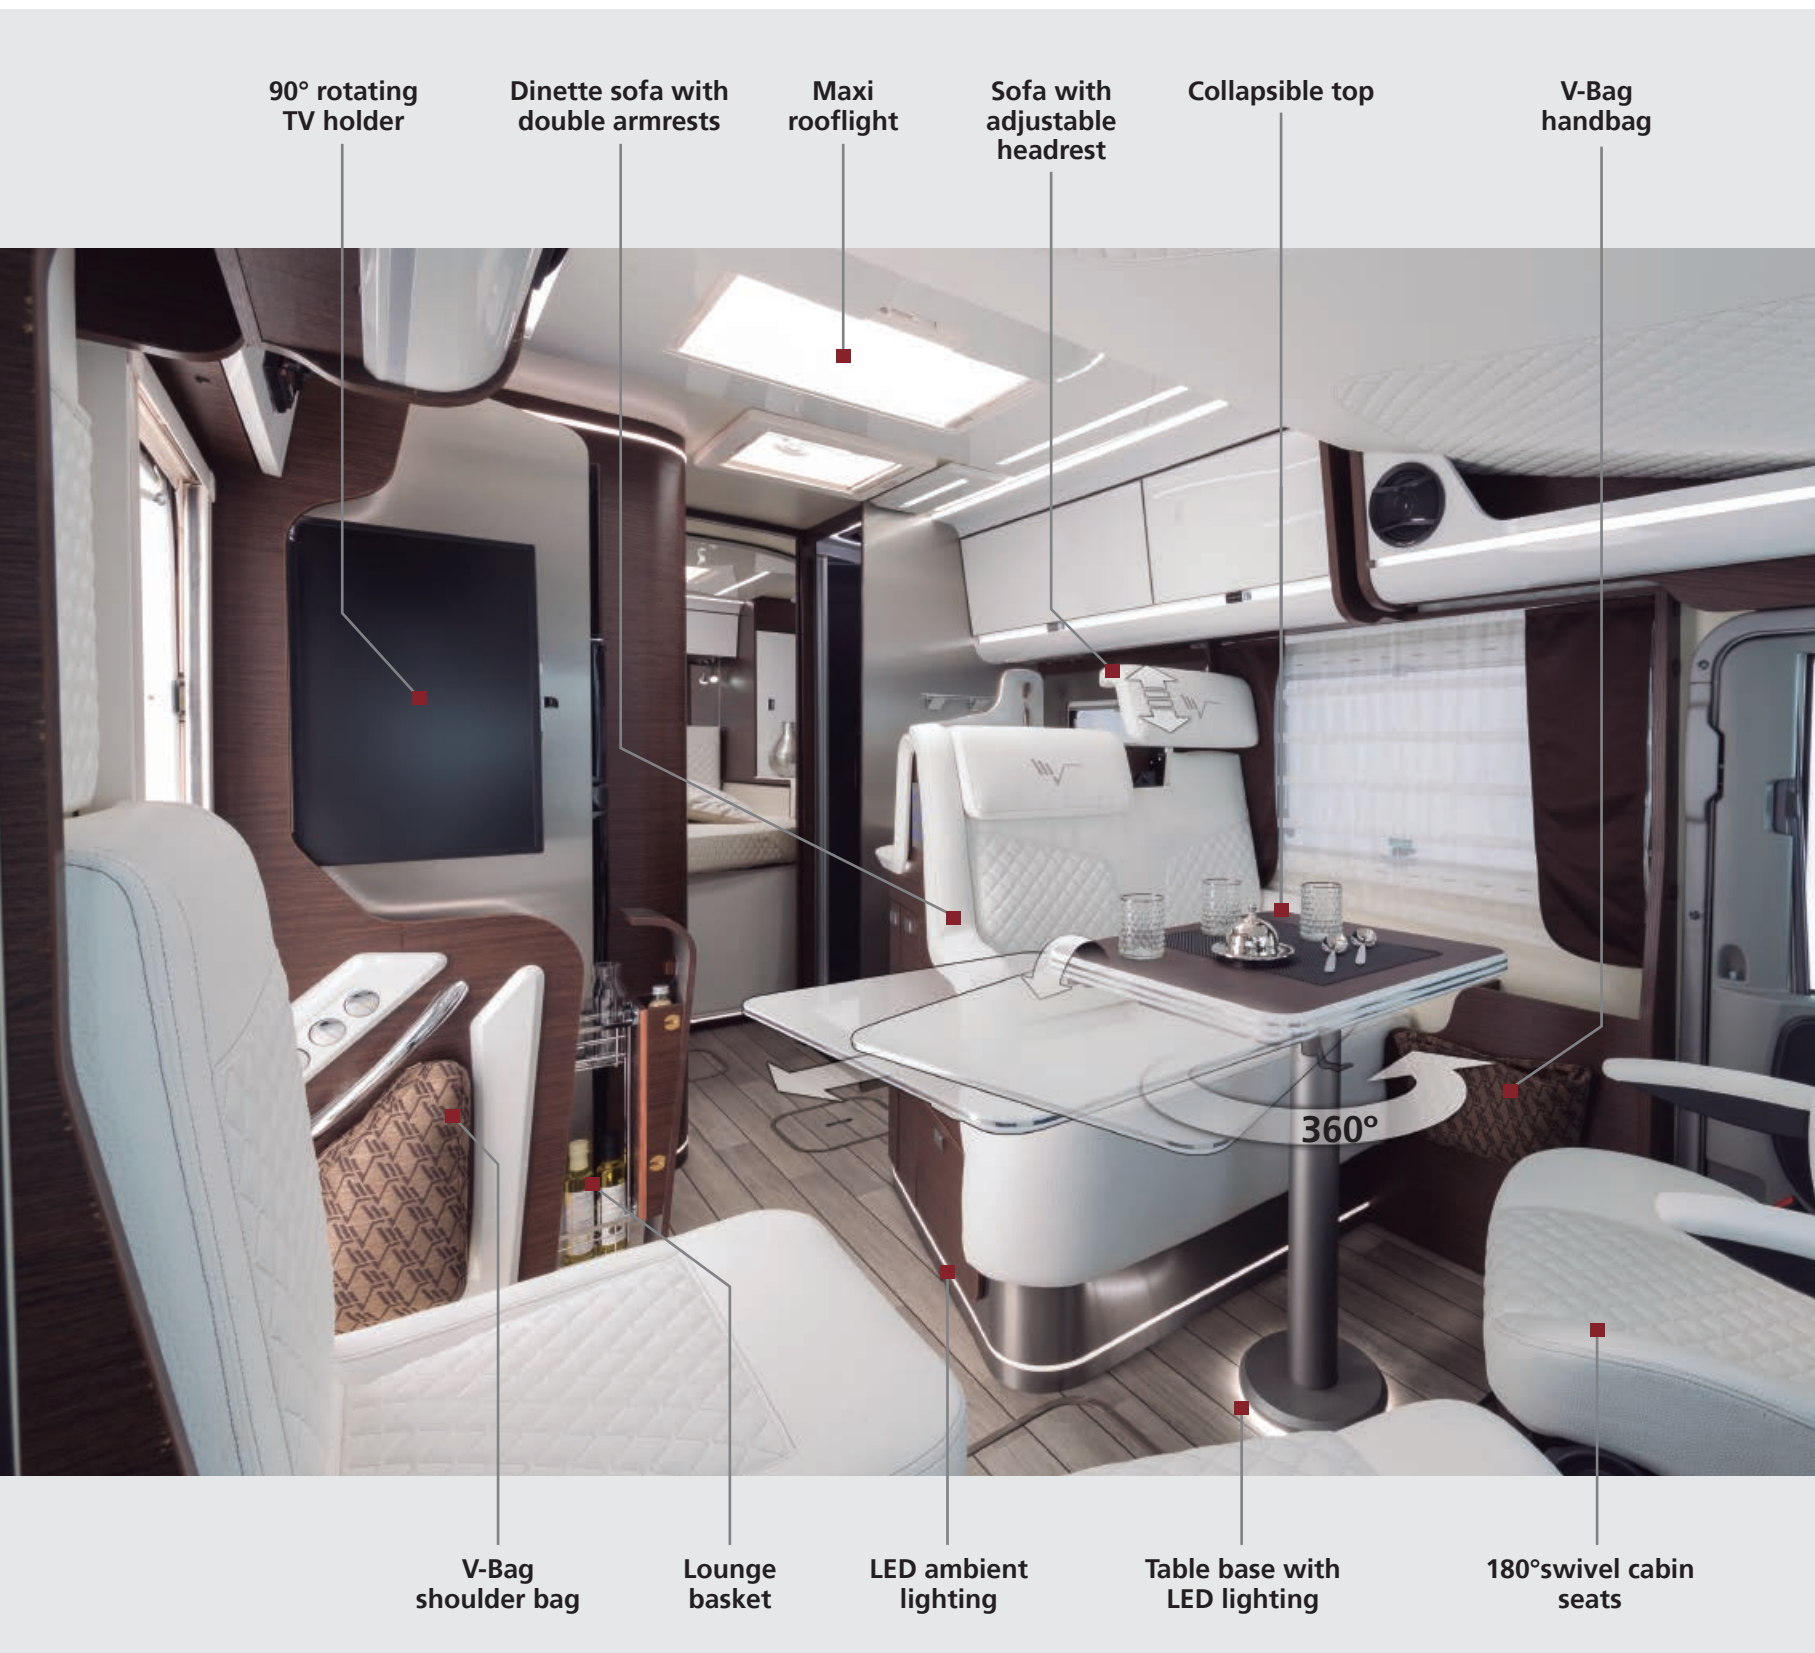 90° rotating
TV holder
Dinette sofa with
double armrests
Maxi
rooflight
Sofa with
adjustable
headrest
Collapsible top
V-Bag
handbag
360º
V-Bag
shoulder bag
Lounge
basket
LED ambient
lighting
Table base with
LED lighting
180°swivel cabin
seats